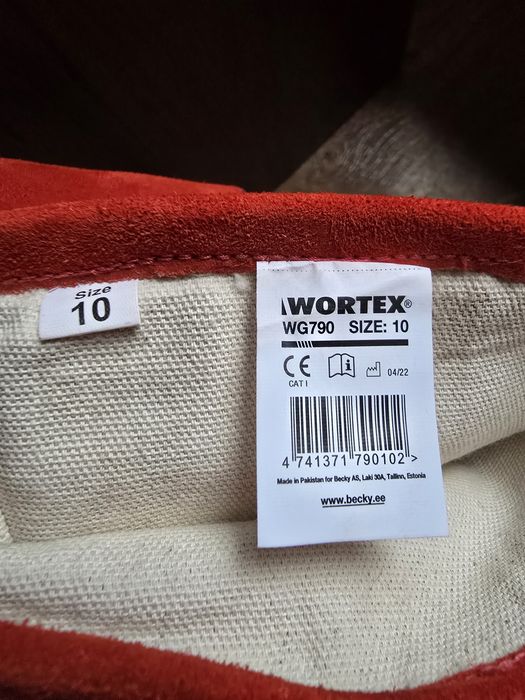 Size
10
WORTEX®
WG790 SIZE: 10
CE
04/22
CAT I
4 741371 790102 >
Made in Pakistan for Becky AS, Laki 30A, Tallinn, Estonia
www.becky.ee